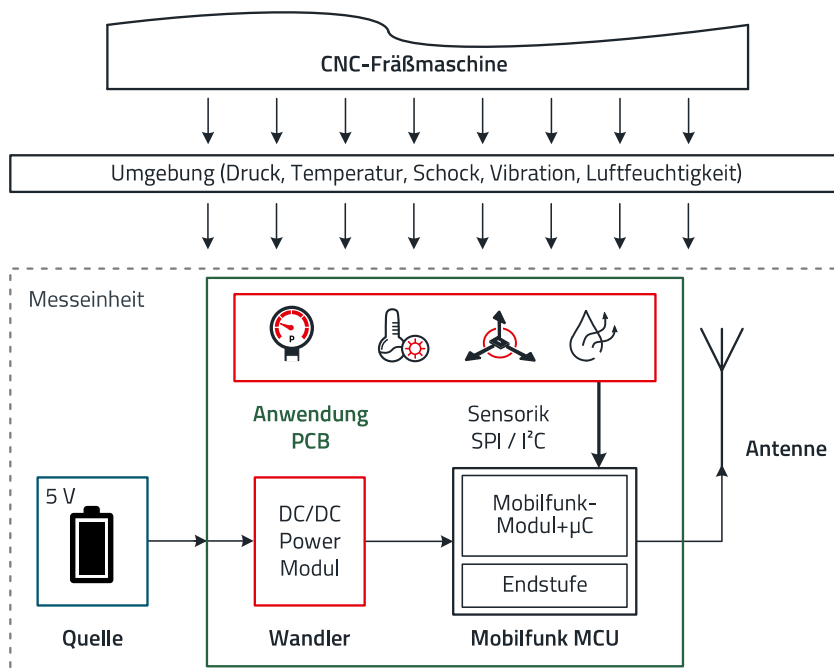 CNC-Fräßmaschine
Umgebung (Druck, Temperatur, Schock, Vibration, Luftfeuchtigkeit)
Messeinheit
P
Anwendung
PCB
Sensorik
SPI / I²C
Antenne
5 V
DC/DC
Power
Modul
Mobilfunk-
Modul+µC
Endstufe
Quelle
Wandler
Mobilfunk MCU